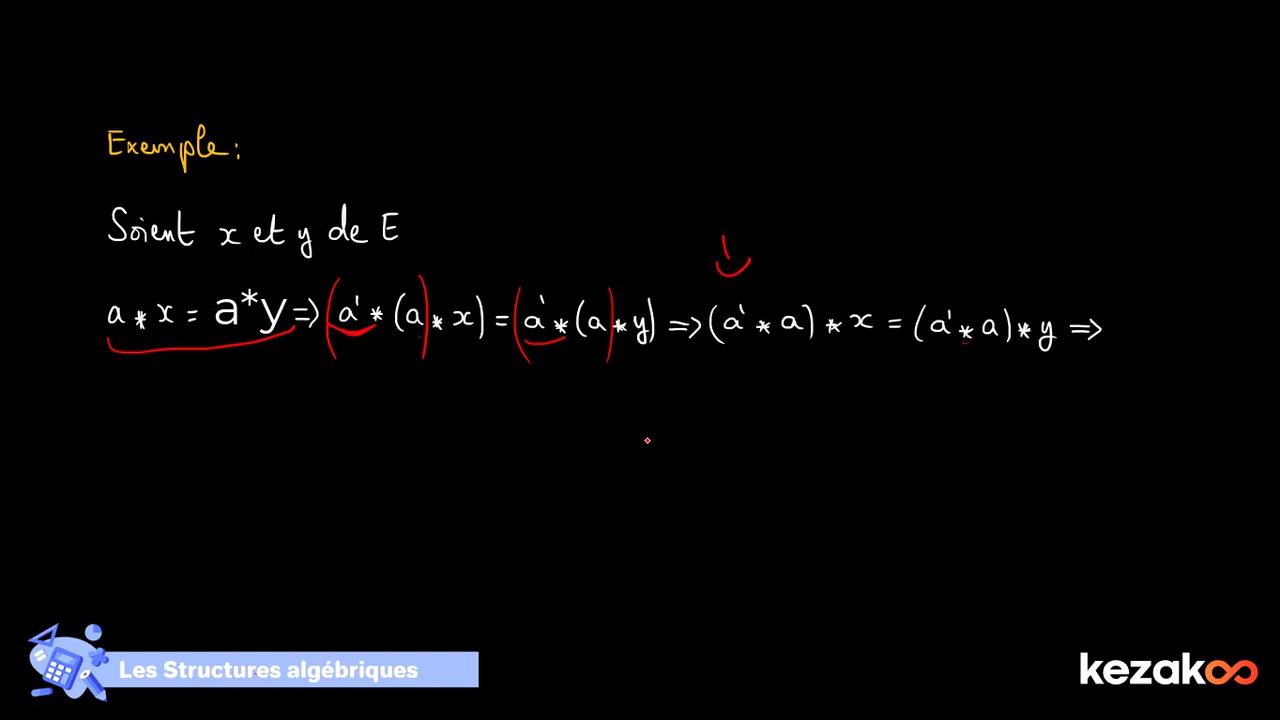 Exemple:
Soient x et y de E
a * x = a*y => (a' * (a * x) = (a' * (a) * y) => (a' * a) * x = (a' * a) * y =>
Les Structures algébriques
kezakoo